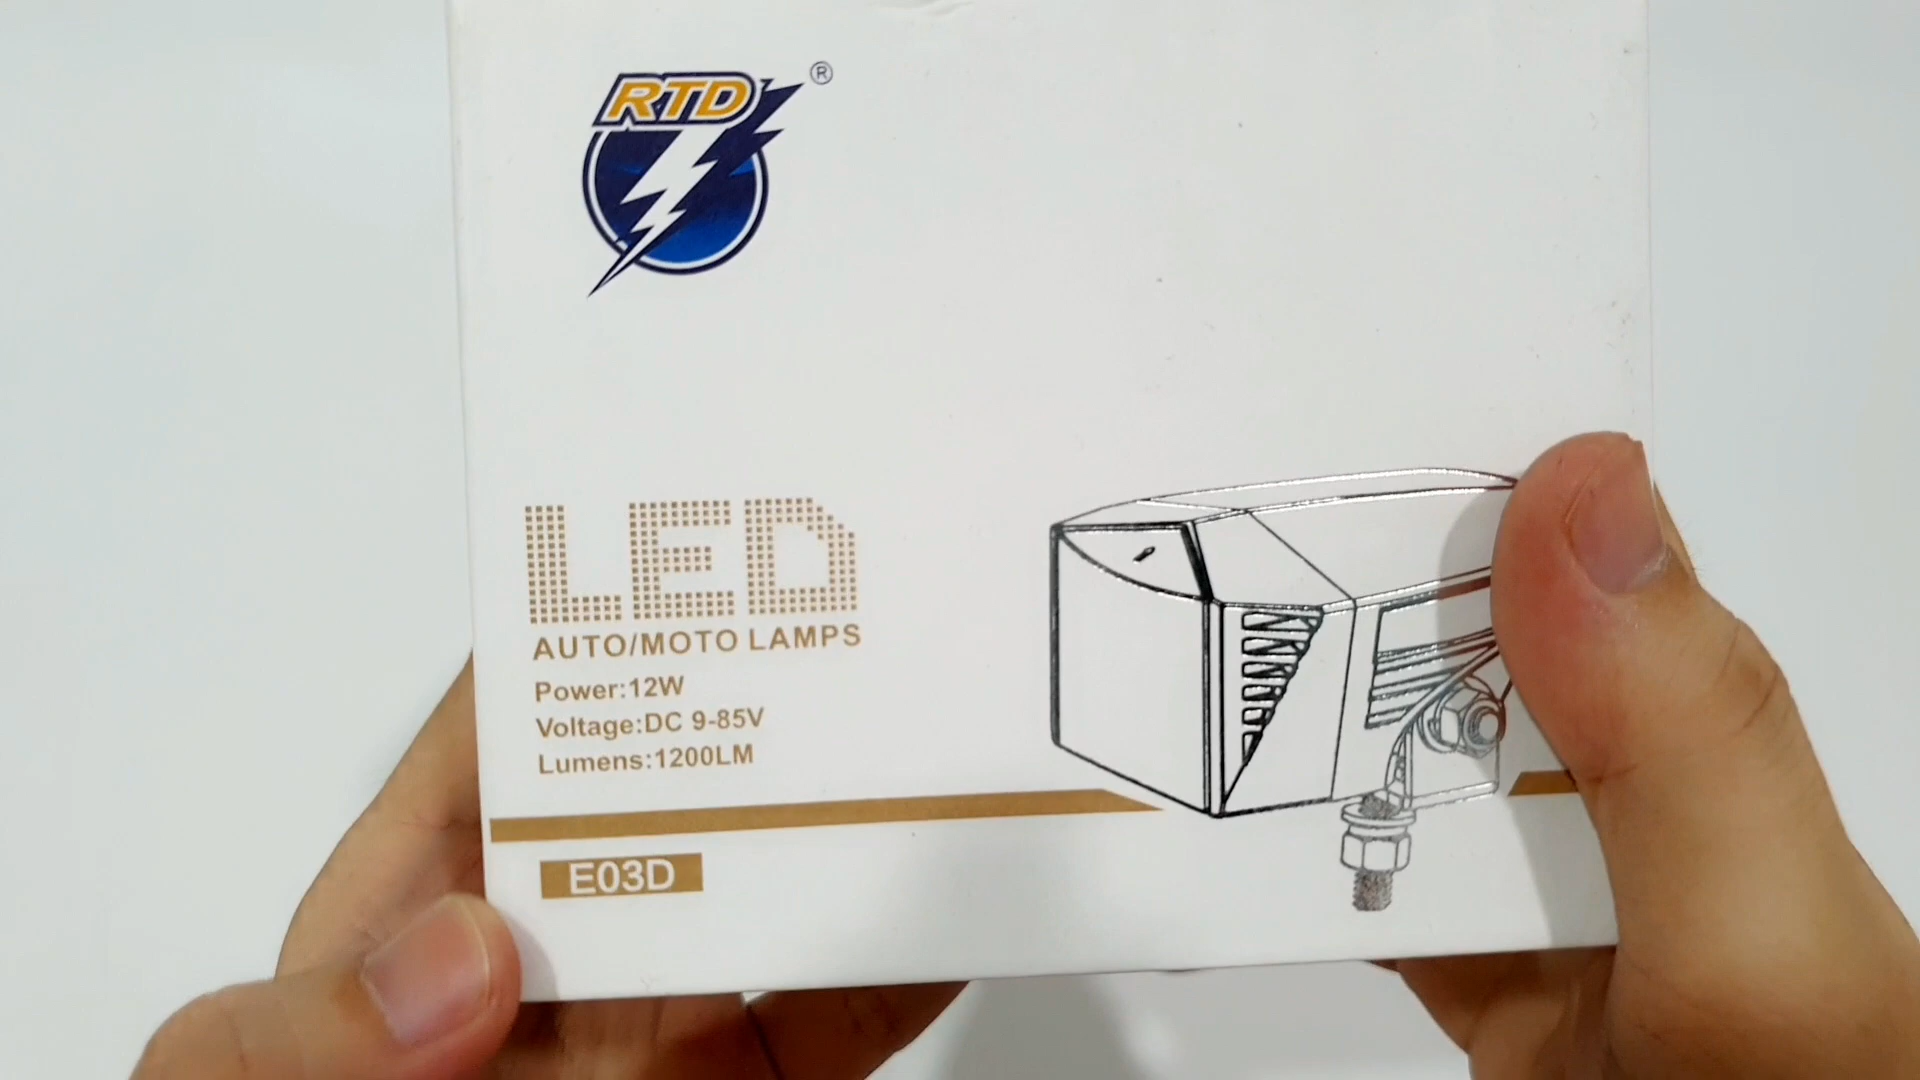 RTD ®
LED
AUTO/MOTO LAMPS
Power:12W
Voltage:DC 9-85V
Lumens:1200LM
E03D